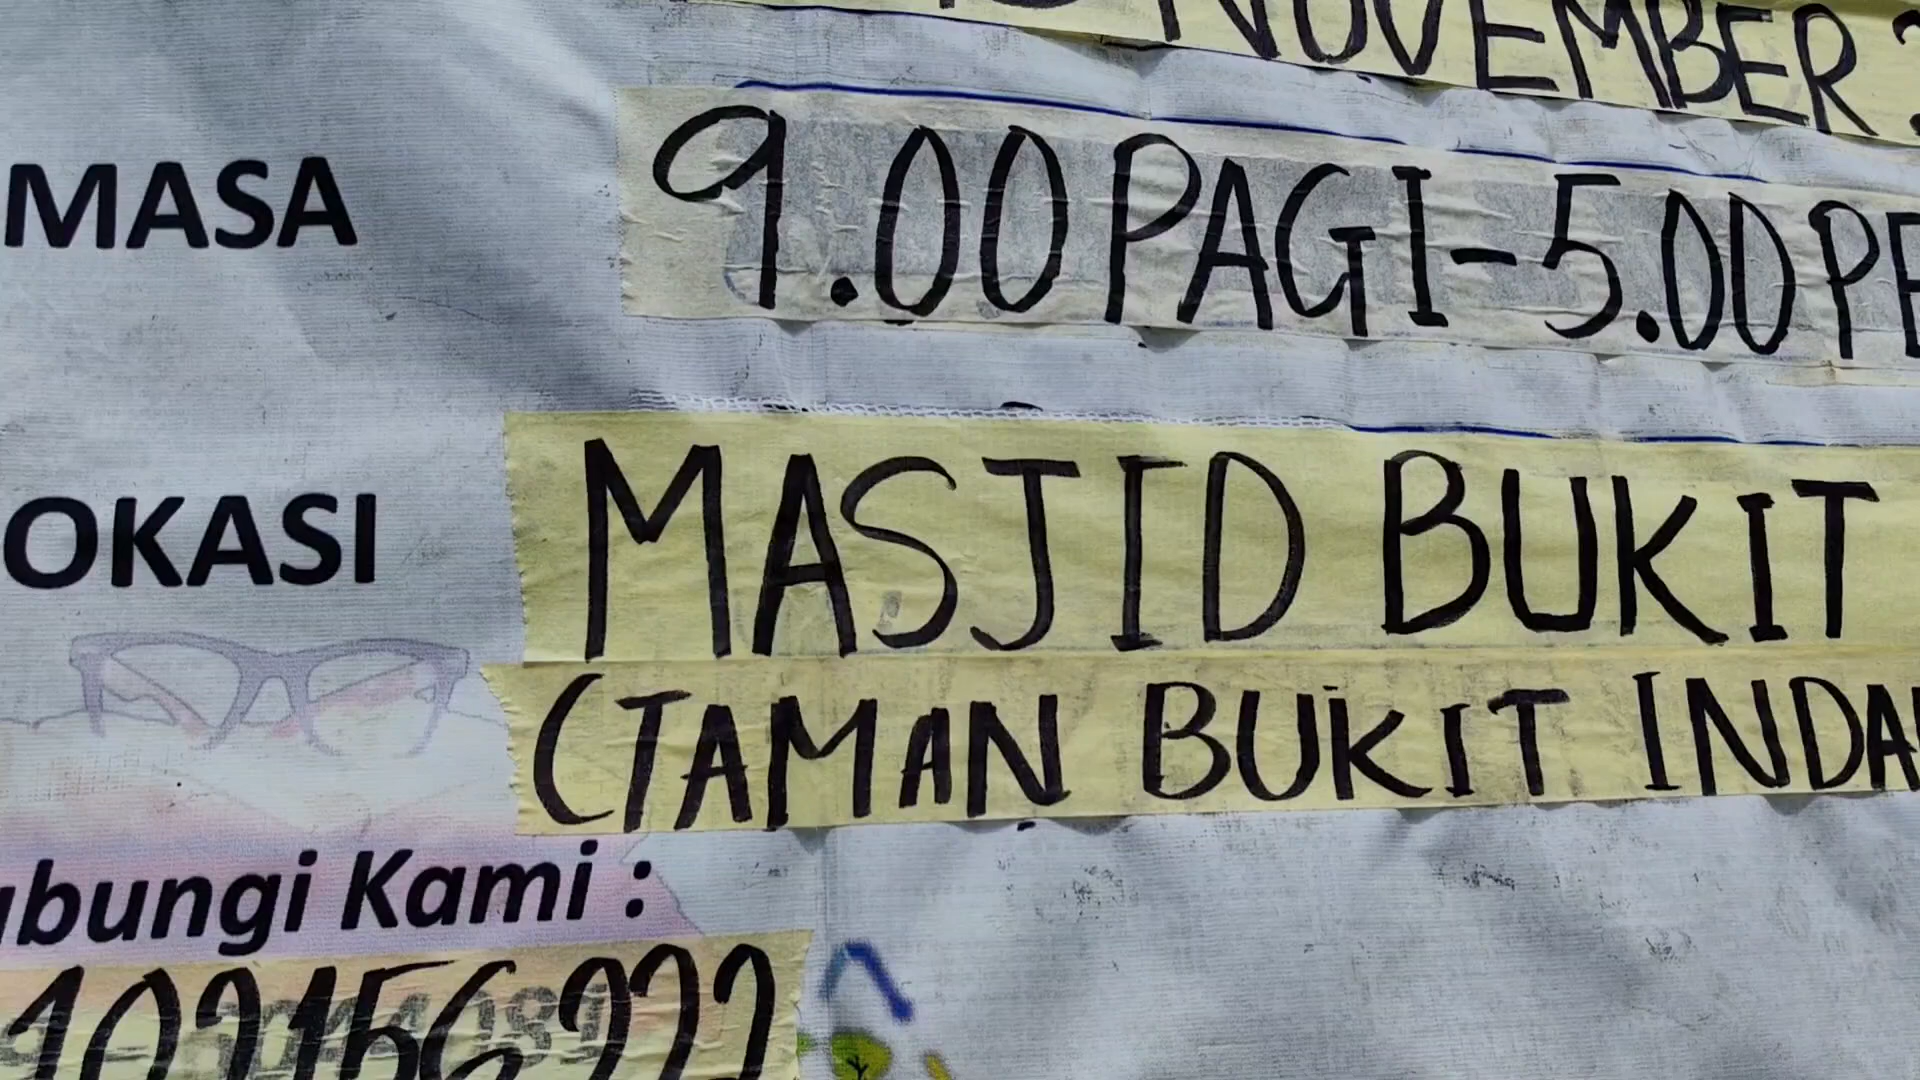 NOVEMBER
MASA 9.00 PAGI - 5.00 PE
OKASI MASJID BUKIT
(TAMAN BUKIT INDA
ubungi Kami :